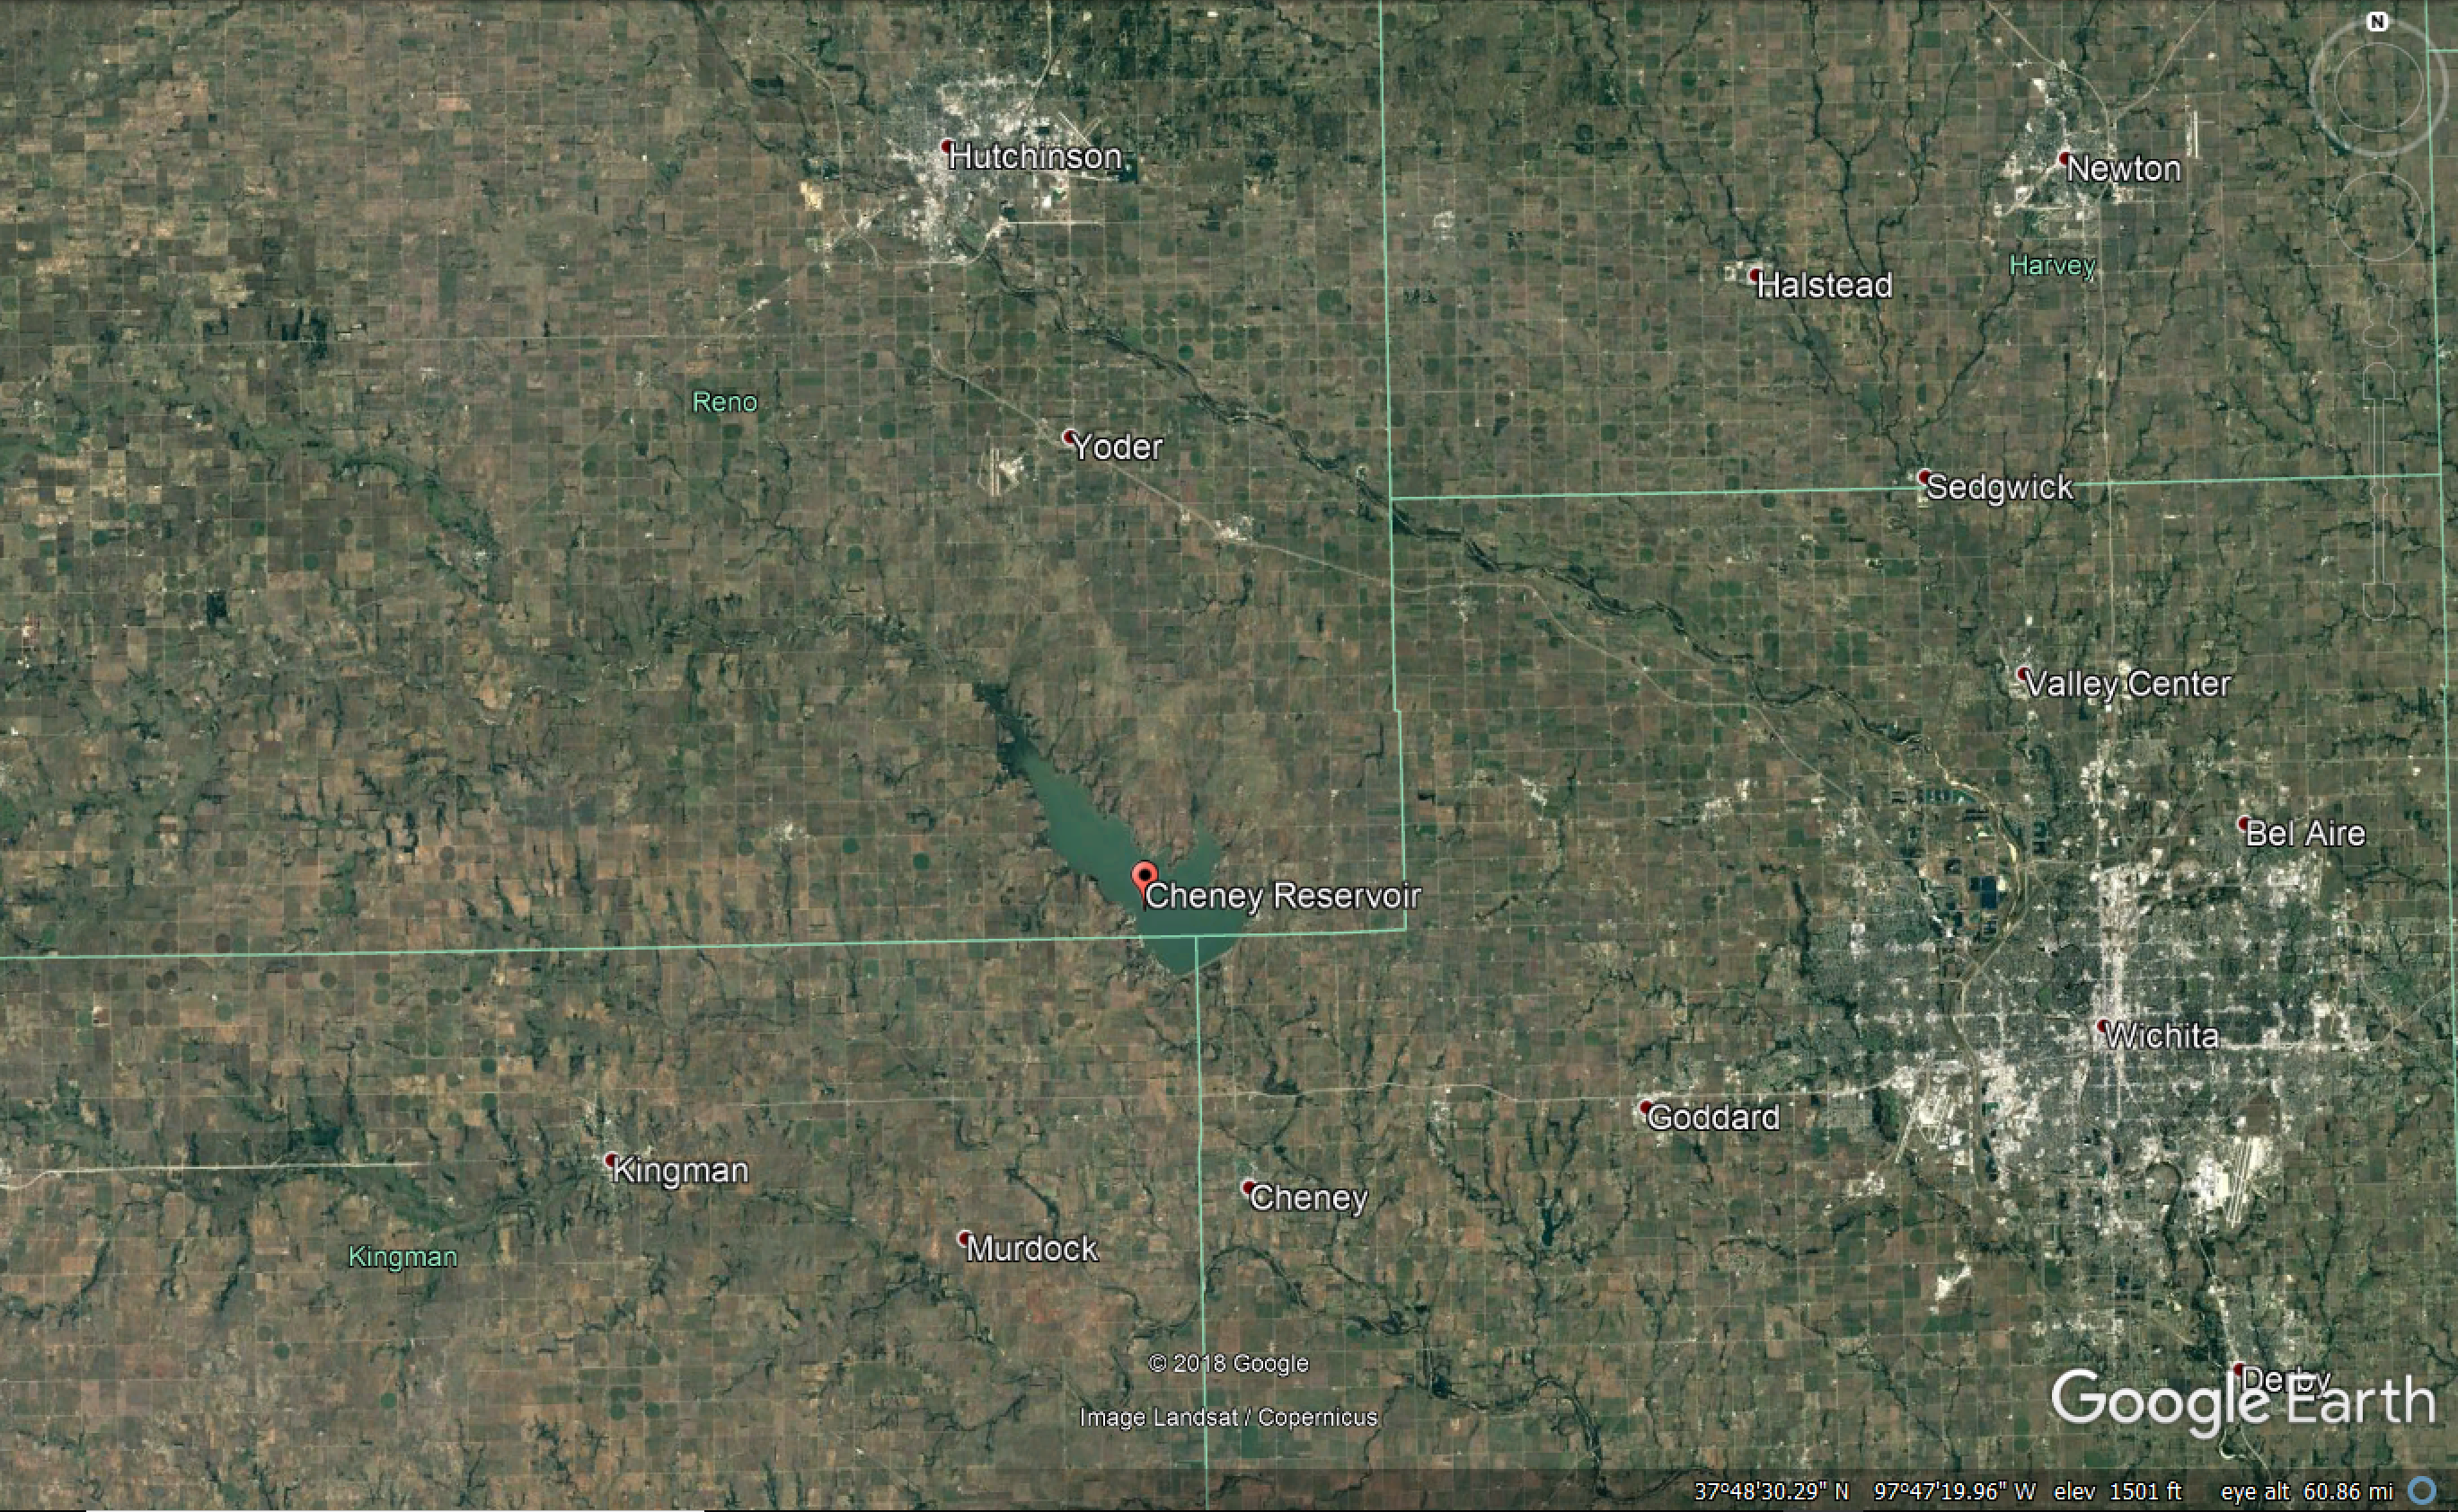 N
Hutchinson
Newton
Harvey
Halstead
Reno
Yoder
Sedgwick
Valley Center
Bel Aire
Cheney Reservoir
Wichita
Goddard
Kingman
Cheney
Murdock
Kingman
© 2018 Google
Derby
Google Earth
Image Landsat / Copernicus
37°48'30.29" N 97°47'19.96" W elev 1501 ft eye alt 60.86 mi